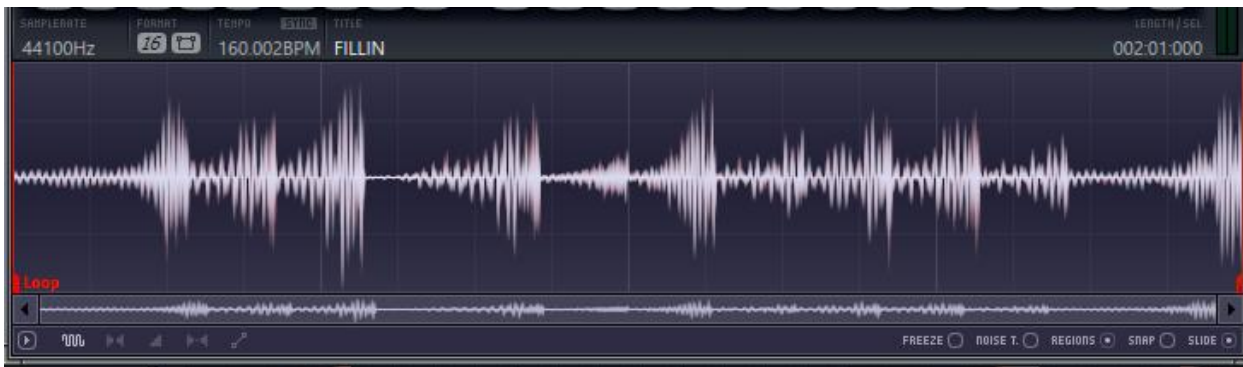 SAMPLERATE FORMAT TEMPO SYNC TITLE LENGTH/SEL
44100Hz 16 160.002BPM FILLIN 002:01:000
Loop
FREEZE NOISE T. REGIONS SNAP SLIDE